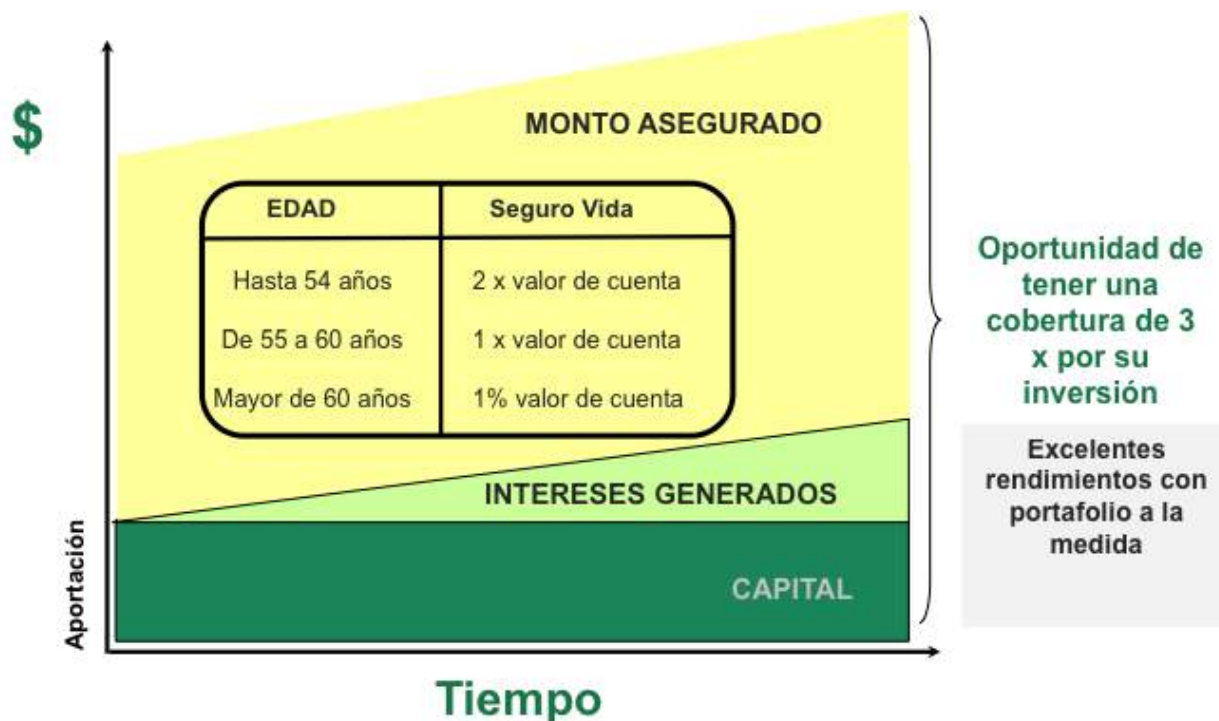 $
MONTO ASEGURADO
EDAD Seguro Vida
Hasta 54 años 2 x valor de cuenta
De 55 a 60 años 1 x valor de cuenta
Mayor de 60 años 1% valor de cuenta
INTERESES GENERADOS
CAPITAL
Aportación
Tiempo
Oportunidad de
tener una
cobertura de 3
x por su
inversión
Excelentes
rendimientos con
portafolio a la
medida